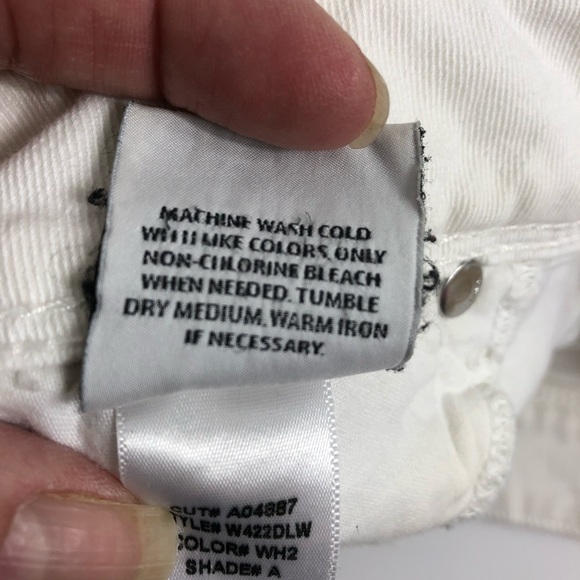 MACHINE WASH COLD
WITH LIKE COLORS. ONLY
NON-CHLORINE BLEACH
WHEN NEEDED. TUMBLE
DRY MEDIUM. WARM IRON
IF NECESSARY.
CUT# A04887
STYLE# W422DLW
COLOR# WH2
SHADE# A